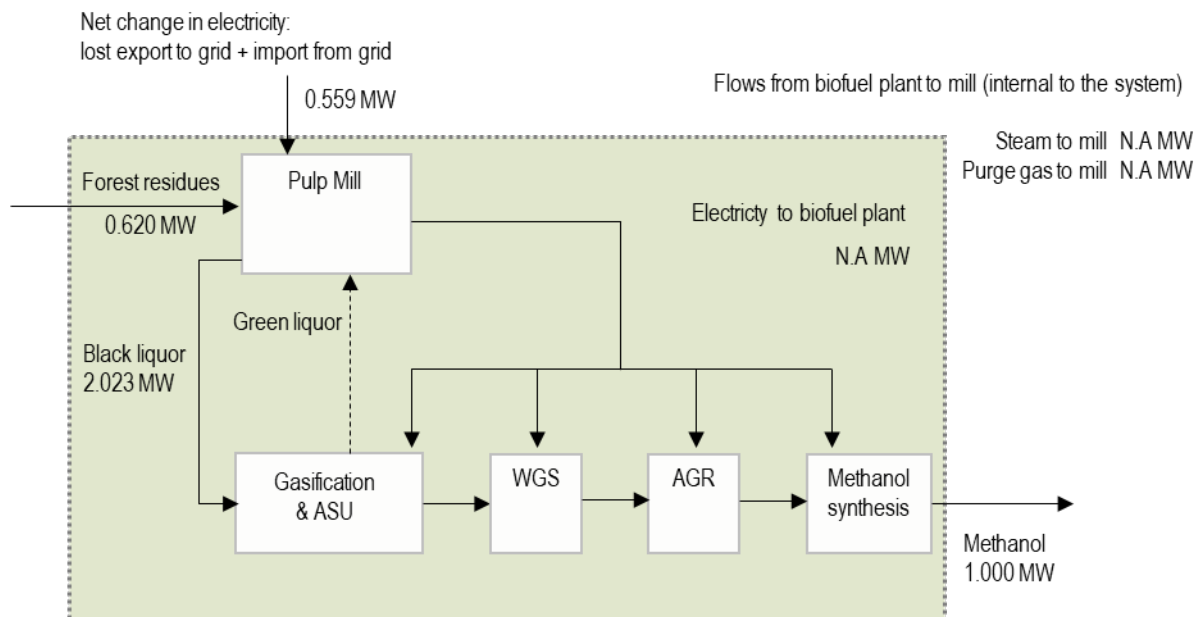 Net change in electricity:
lost export to grid + import from grid
0.559 MW
Flows from biofuel plant to mill (internal to the system)
Steam to mill N.A MW
Purge gas to mill N.A MW
Forest residues
0.620 MW
Pulp Mill
Electricty to biofuel plant
N.A MW
Green liquor
Black liquor
2.023 MW
Gasification
& ASU
WGS
AGR
Methanol
synthesis
Methanol
1.000 MW